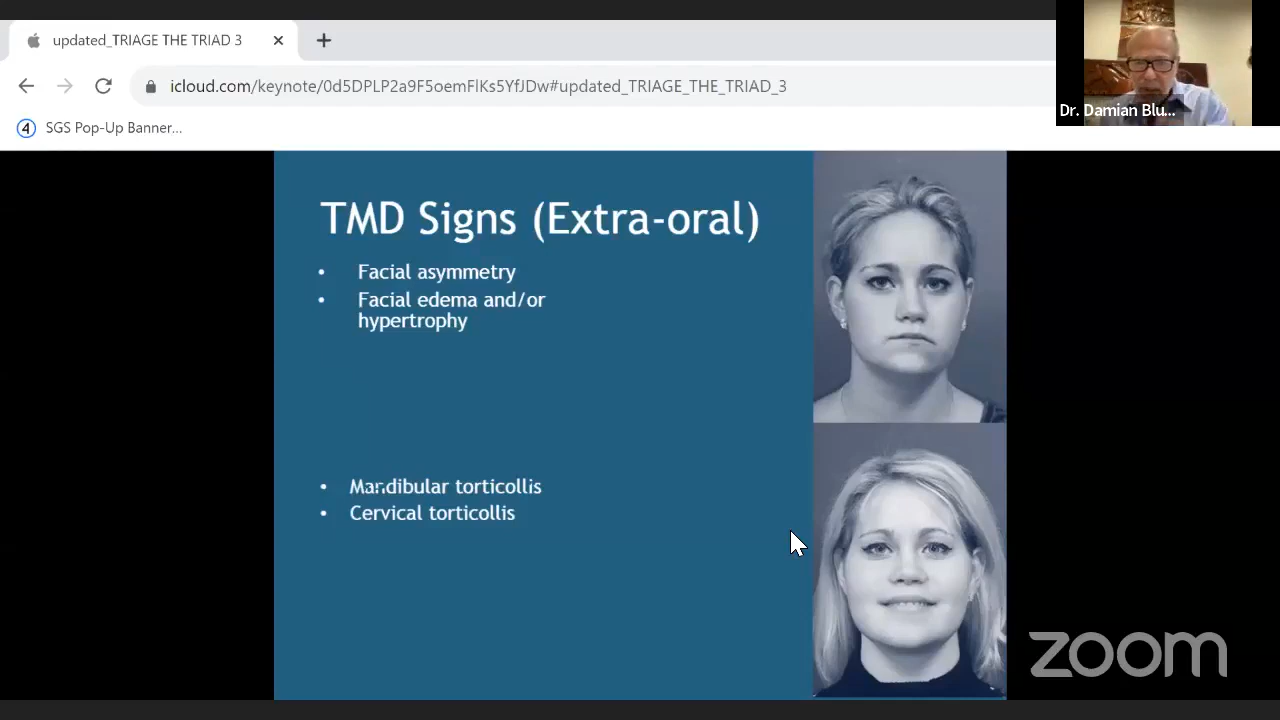 updated_TRIAGE THE TRIAD 3
icloud.com/keynote/0d5DPLP2a9F5oemFlKs5YfJDw#updated_TRIAGE_THE_TRIAD_3
4 SGS Pop-Up Banner...
Dr. Damian Blu...
TMD Signs (Extra-oral)
• Facial asymmetry
• Facial edema and/or
hypertrophy
• Mandibular torticollis
• Cervical torticollis
zoom